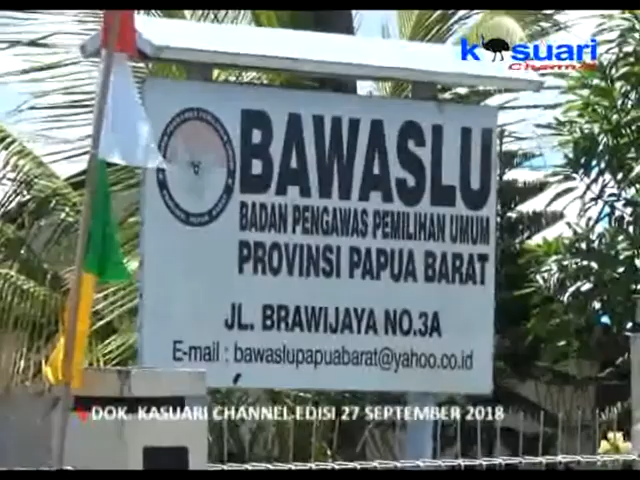 kasuari
Channel
BAWASLU
BADAN PENGAWAS PEMILIHAN UMUM
PROVINSI PAPUA BARAT
JL. BRAWIJAYA NO.3A
E-mail : bawaslupapuabarat@yahoo.co.id
DOK. KASUARI CHANNEL EDISI 27 SEPTEMBER 2018